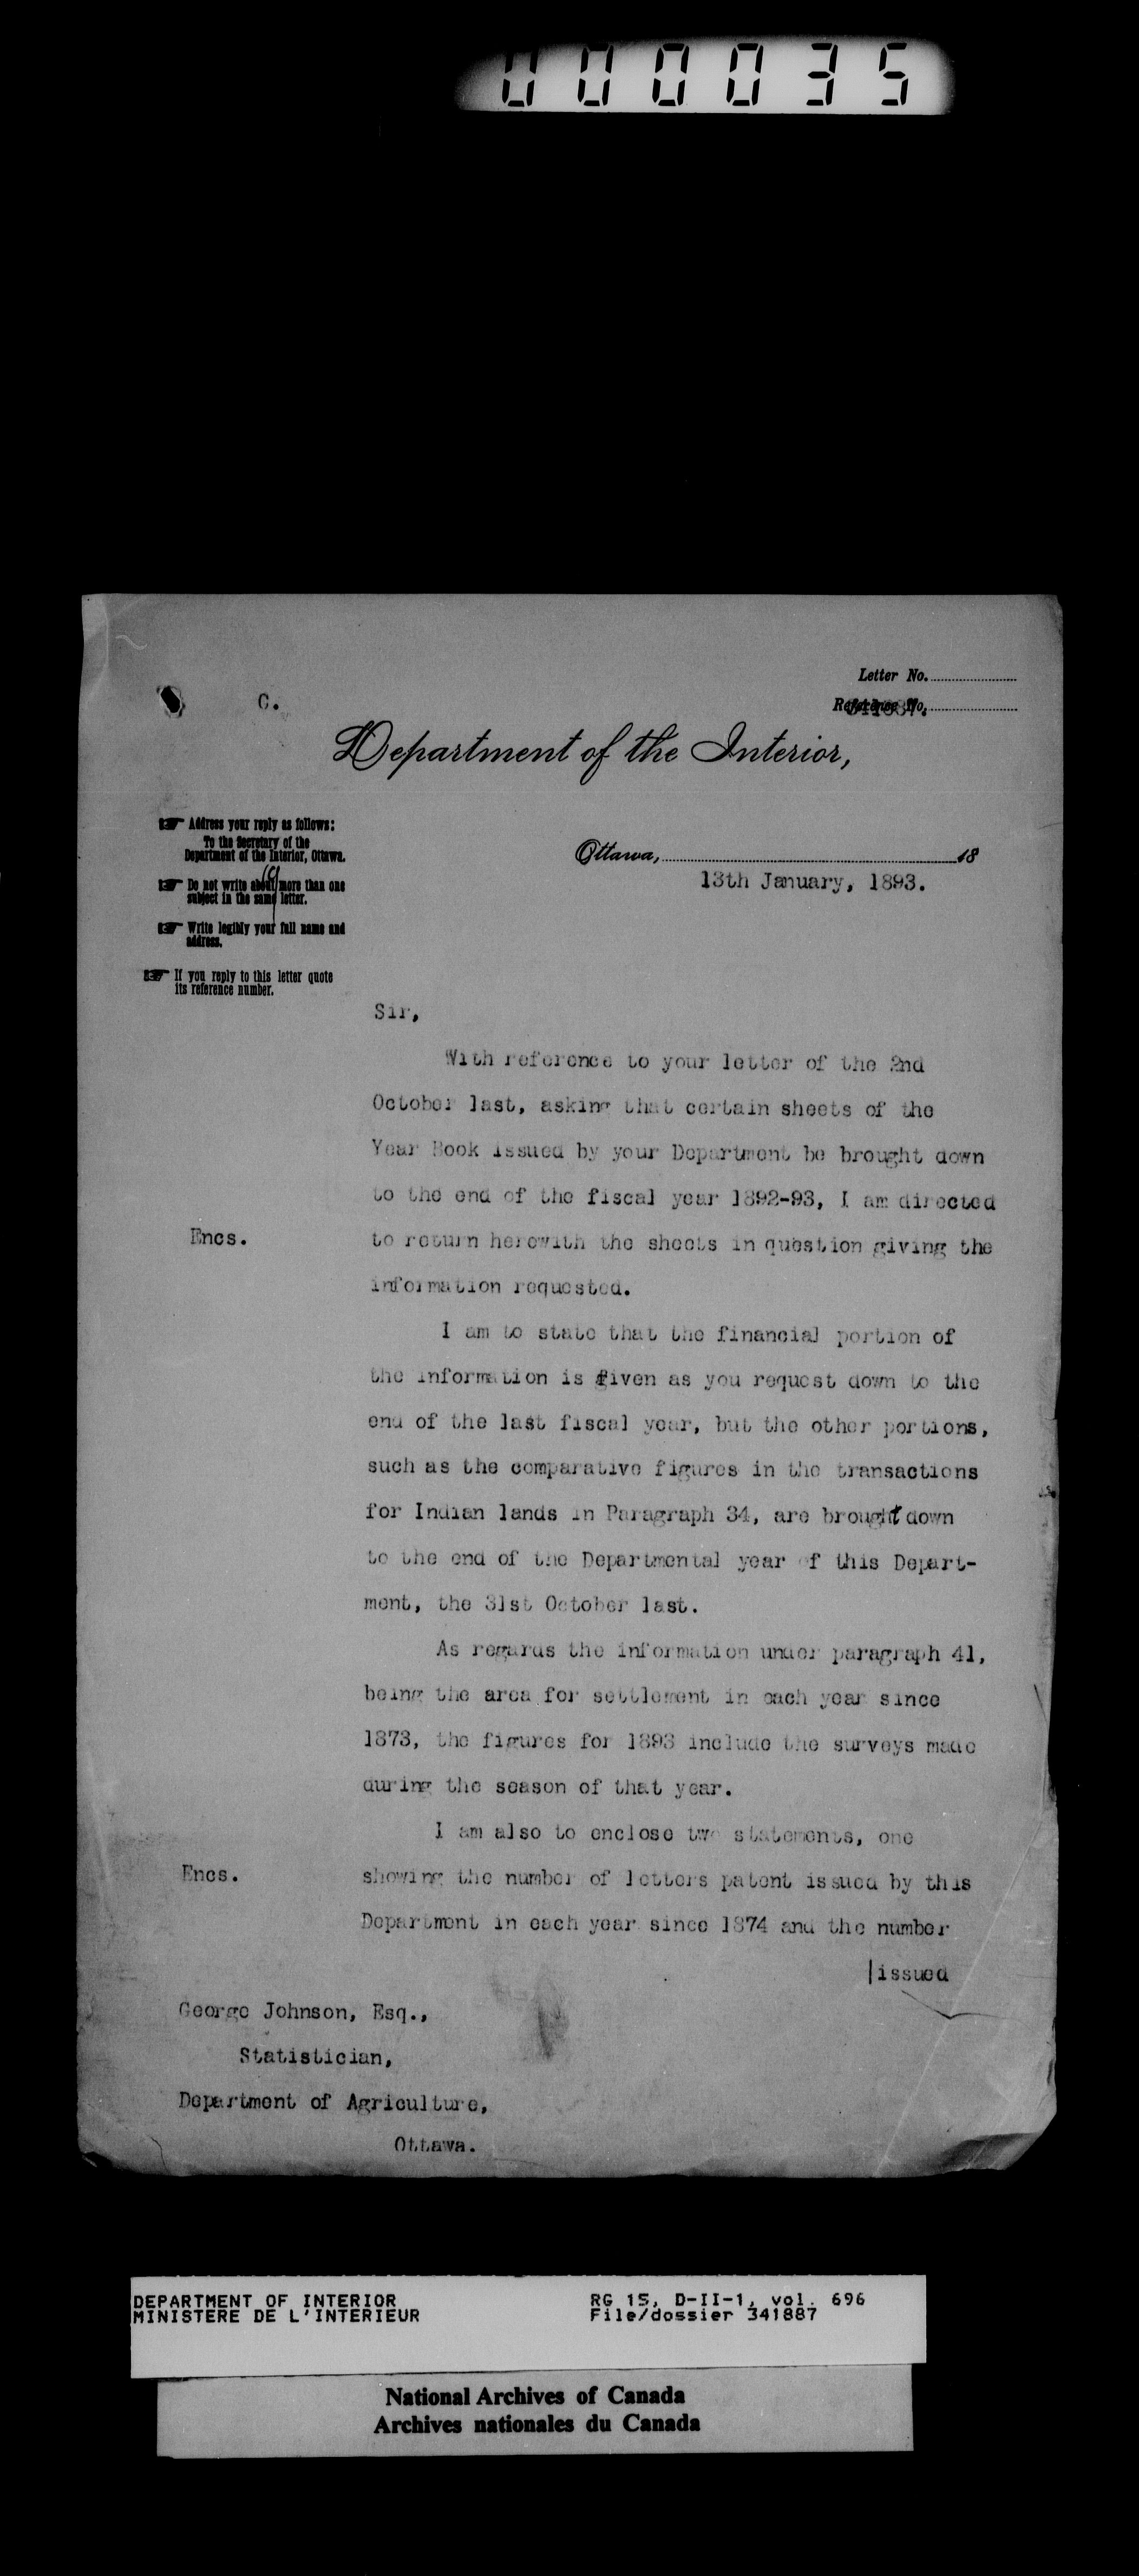 000035
Letter No.
C.
Reference No. 341887.
Department of the Interior,
Address your reply as follows:
To the Secretary of the
Department of the Interior, Ottawa.
Do not write about more than one
subject in the same letter.
Write legibly your full name and
address.
If you reply to this letter quote
its reference number.
Ottawa, 18
13th January, 1893.
Sir,
With reference to your letter of the 2nd
October last, asking that certain sheets of the
Year Book issued by your Department be brought down
to the end of the fiscal year 1892-93, I am directed
Encs. to return herewith the sheets in question giving the
information requested.
I am to state that the financial portion of
the information is given as you request down to the
end of the last fiscal year, but the other portions,
such as the comparative figures in the transactions
for Indian lands in Paragraph 34, are brought down
to the end of the Departmental year of this Depart-
ment, the 31st October last.
As regards the information under paragraph 41,
being the area for settlement in each year since
1873, the figures for 1893 include the surveys made
during the season of that year.
I am also to enclose two statements, one
Encs. showing the number of letters patent issued by this
Department in each year since 1874 and the number
|issued
George Johnson, Esq.,
Statistician,
Department of Agriculture,
Ottawa.
DEPARTMENT OF INTERIOR RG 15, D-II-1, vol. 696
MINISTERE DE L'INTERIEUR File/dossier 341887
National Archives of Canada
Archives nationales du Canada